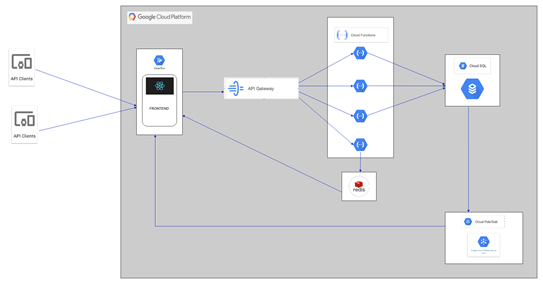 Google Cloud Platform
Cloud Functions
API Clients
FRONTEND
API Gateway
Cloud SQL
API Clients
redis
Cloud Pub/Sub